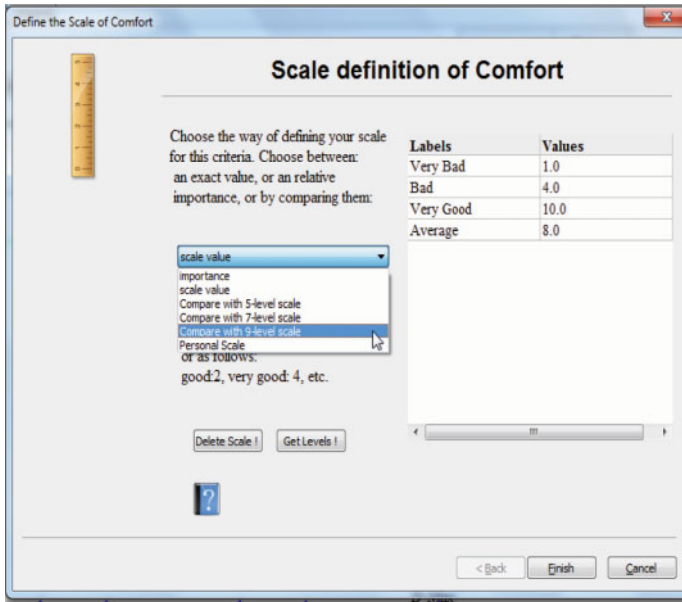 Define the Scale of Comfort
Scale definition of Comfort
Choose the way of defining your scale
for this criteria. Choose between:
an exact value, or an relative
importance, or by comparing them:
scale value
importance
scale value
Compare with 5-level scale
Compare with 7-level scale
Compare with 9-level scale
Personal Scale
or as follows:
good:2, very good: 4, etc.
Delete Scale !
Get Levels !
Labels Values
Very Bad 1.0
Bad 4.0
Very Good 10.0
Average 8.0
< Back
Finish
Cancel